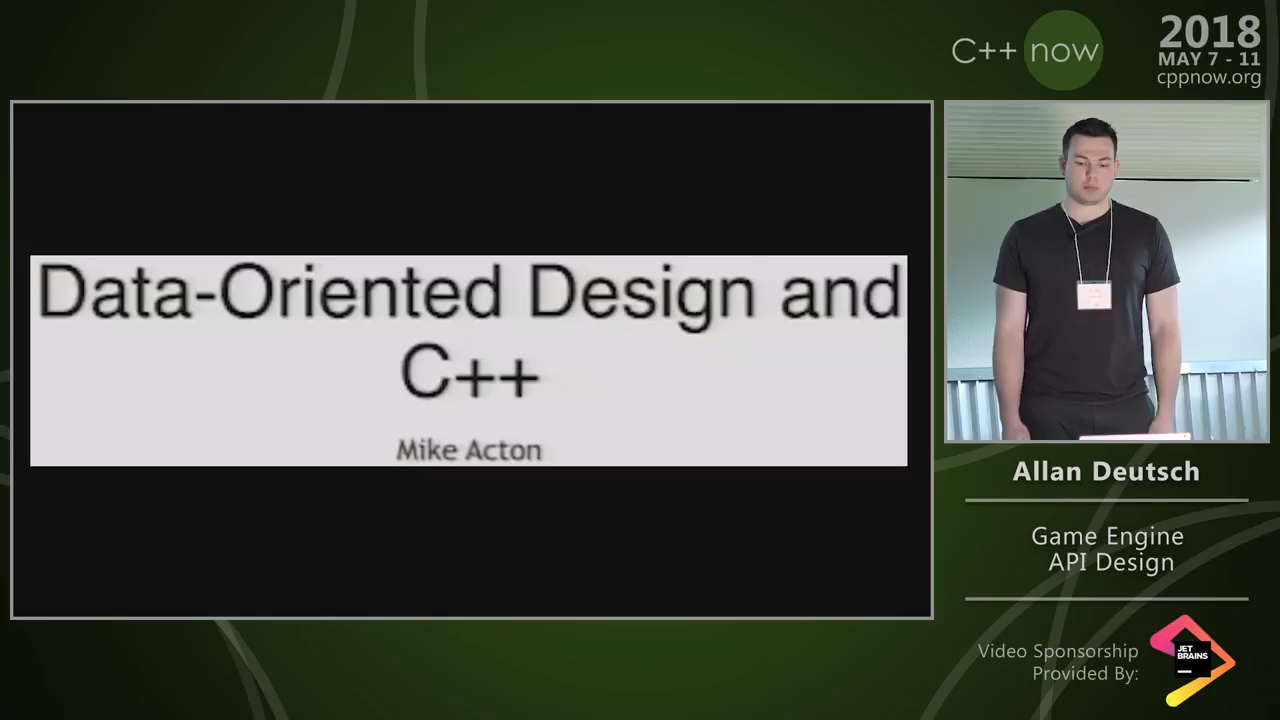 C++ now
2018
MAY 7 - 11
cppnow.org
Data-Oriented Design and
C++
Mike Acton
Allan Deutsch
Game Engine
API Design
Video Sponsorship
Provided By:
JET
BRAINS